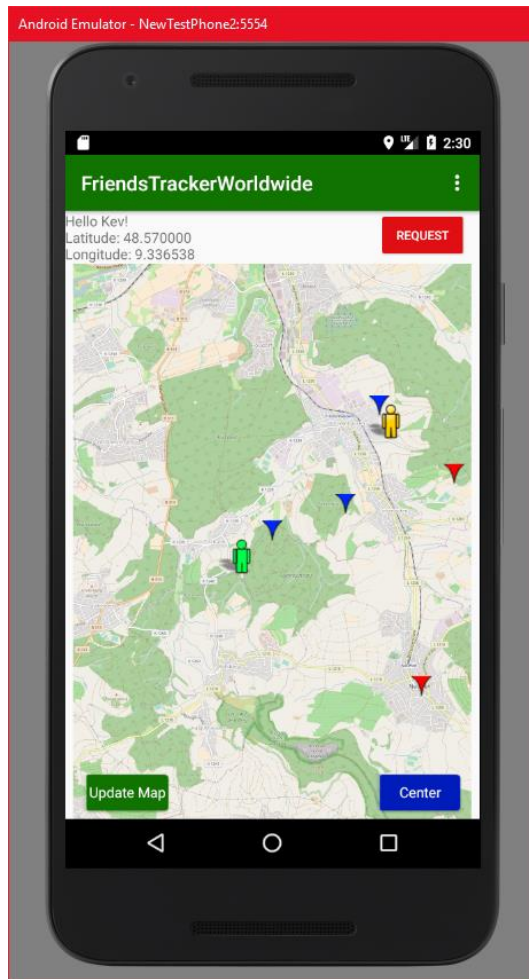 Android Emulator - NewTestPhone2:5554
LTE 2:30
FriendsTrackerWorldwide
Hello Kev!
Latitude: 48.570000
Longitude: 9.336538
REQUEST
Update Map
Center